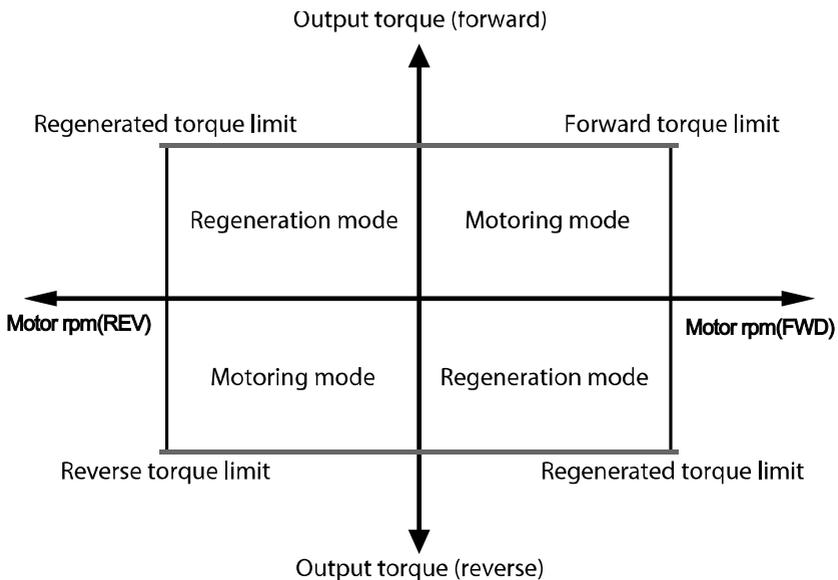 Output torque (forward)
Regenerated torque limit
Forward torque limit
Regeneration mode
Motoring mode
Motor rpm(REV)
Motor rpm(FWD)
Motoring mode
Regeneration mode
Reverse torque limit
Regenerated torque limit
Output torque (reverse)